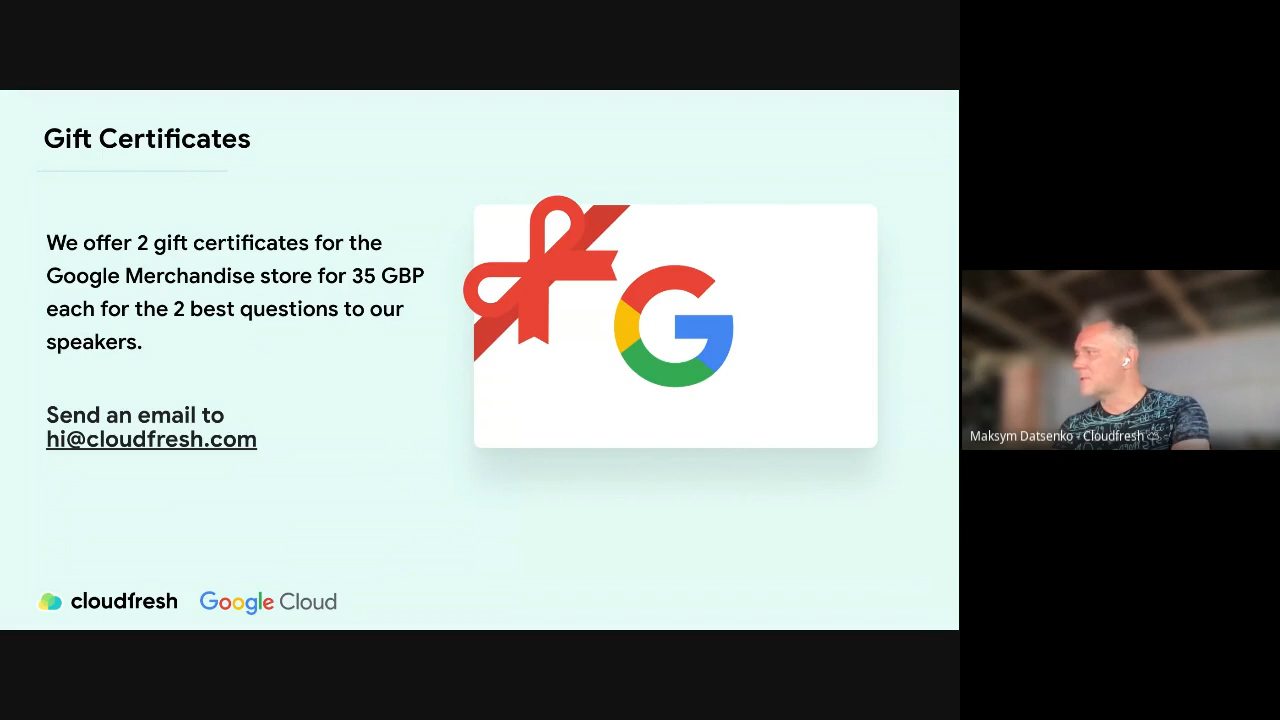 Gift Certificates
We offer 2 gift certificates for the
Google Merchandise store for 35 GBP
each for the 2 best questions to our
speakers.
Send an email to
hi@cloudfresh.com
cloudfresh Google Cloud
Maksym Datsenko - Cloudfresh